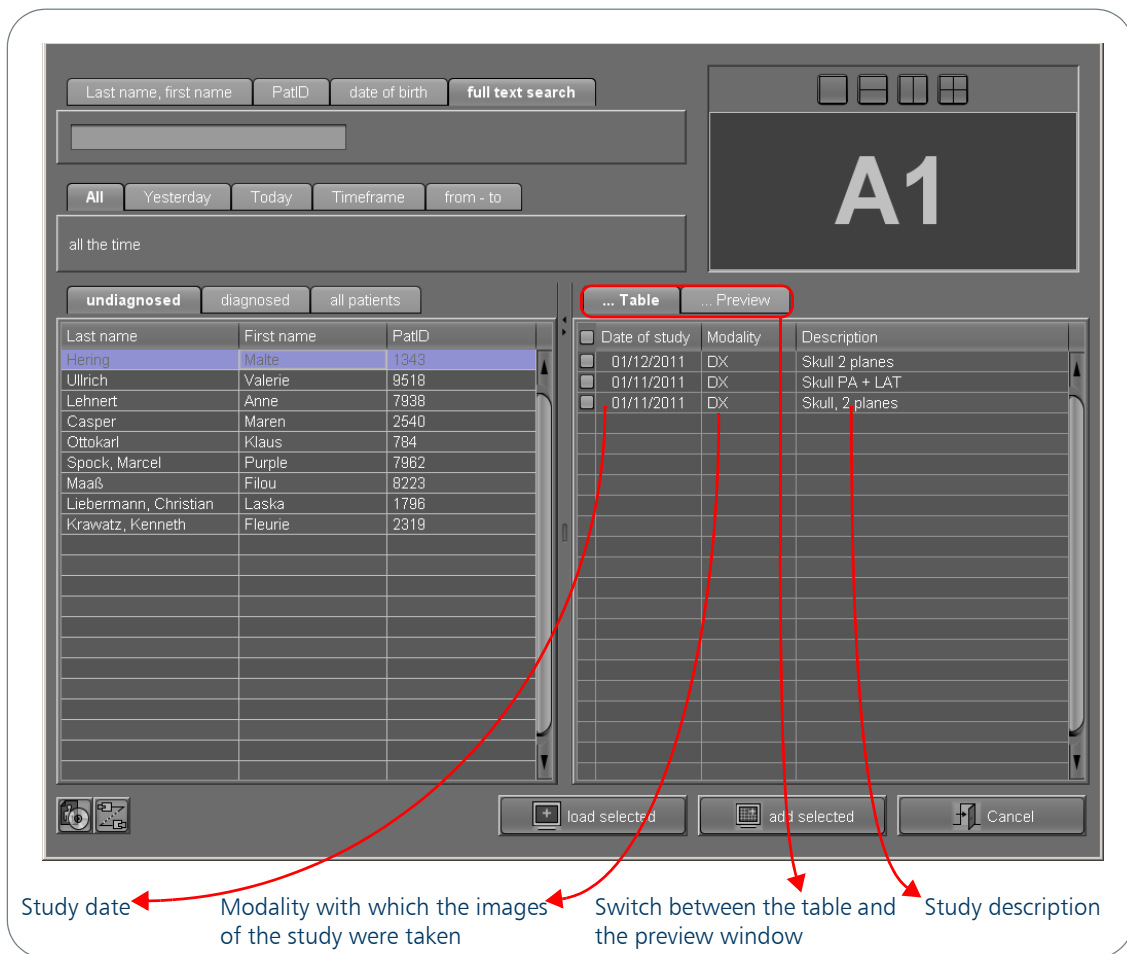 Last name, first name PatID date of birth full text search
A1
All Yesterday Today Timeframe from - to
all the time
undiagnosed diagnosed all patients
... Table ... Preview
Last name First name PatID
Hering Malte 1343
Ullrich Valerie 9518
Lehnert Anne 7938
Casper Maren 2540
Ottokarl Klaus 784
Spock, Marcel Purple 7962
Maaß Filou 8223
Liebermann, Christian Laska 1796
Krawatz, Kenneth Fleurie 2319
Date of study Modality Description
01/12/2011 DX Skull 2 planes
01/11/2011 DX Skull PA + LAT
01/11/2011 DX Skull, 2 planes
load selected add selected Cancel
Study date
Modality with which the images
of the study were taken
Switch between the table and
the preview window
Study description